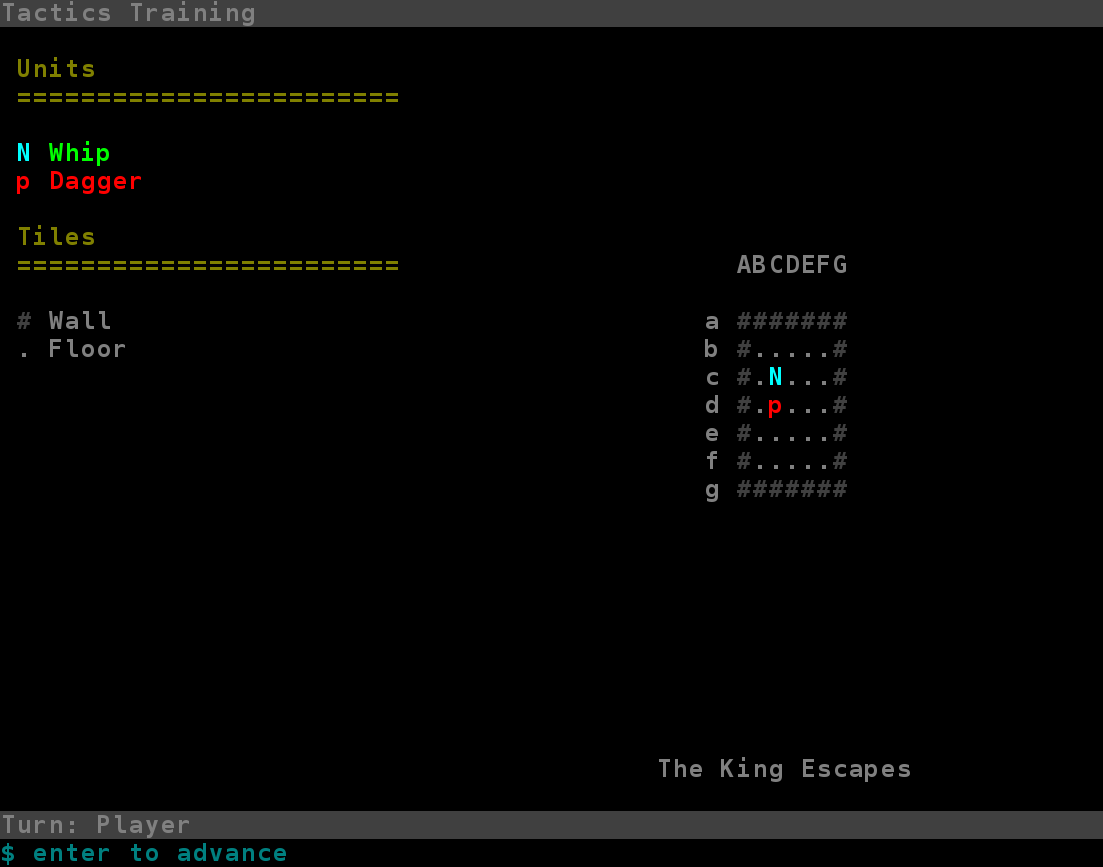 Tactics Training
Units
========================
N Whip
p Dagger
Tiles
========================
# Wall
. Floor
ABCDEFG
a #######
b #.....#
c #.N...#
d #.p...#
e #.....#
f #.....#
g #######
The King Escapes
Turn: Player
$ enter to advance